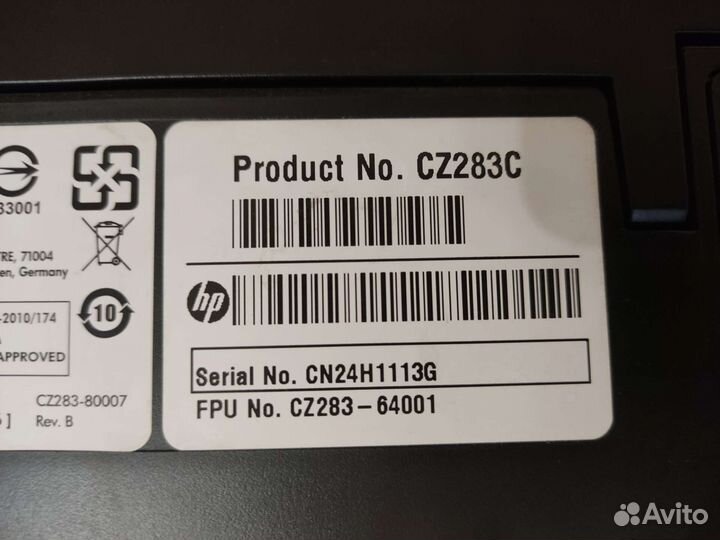 33001
TRE, 71004
en, Germany
-2010/174
APPROVED
10
CZ283-80007
Rev. B
Product No. CZ283C
hp
Serial No. CN24H1113G
FPU No. CZ283-64001
Avito